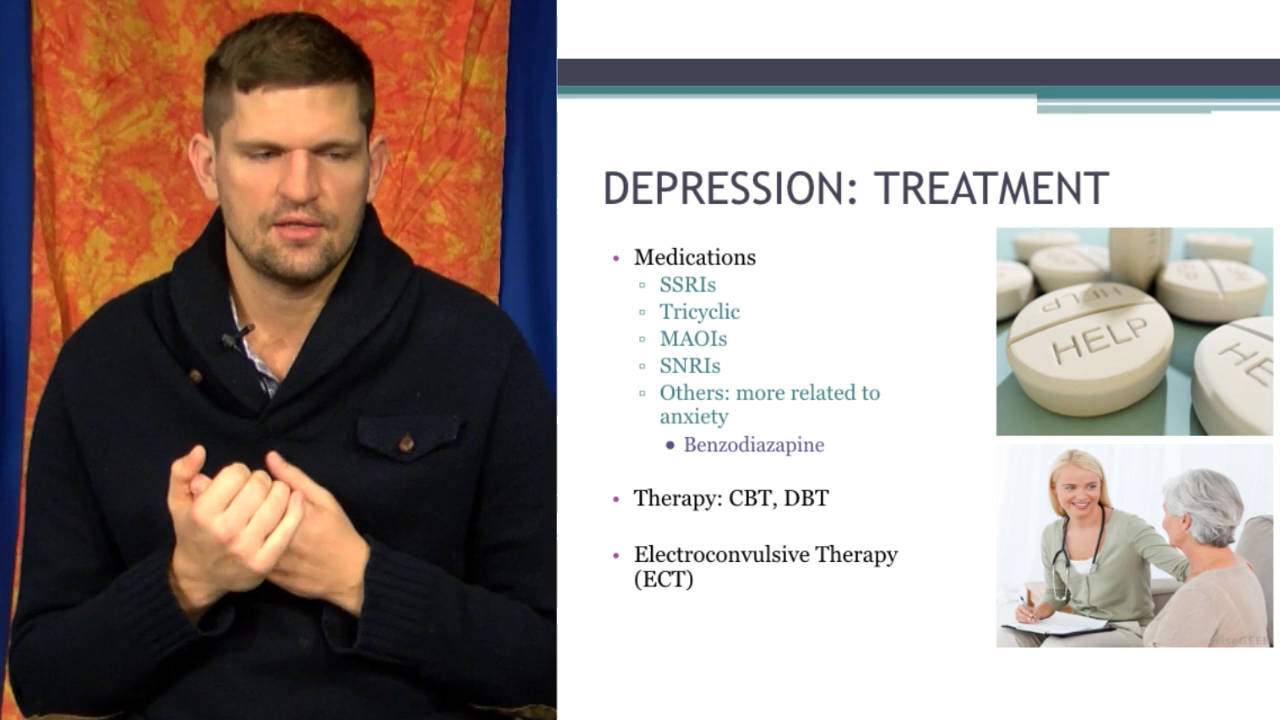 DEPRESSION: TREATMENT
• Medications
▫ SSRIs
▫ Tricyclic
▫ MAOIs
▫ SNRIs
▫ Others: more related to
anxiety
• Benzodiazapine
• Therapy: CBT, DBT
• Electroconvulsive Therapy
(ECT)
HELP
HELP
HE